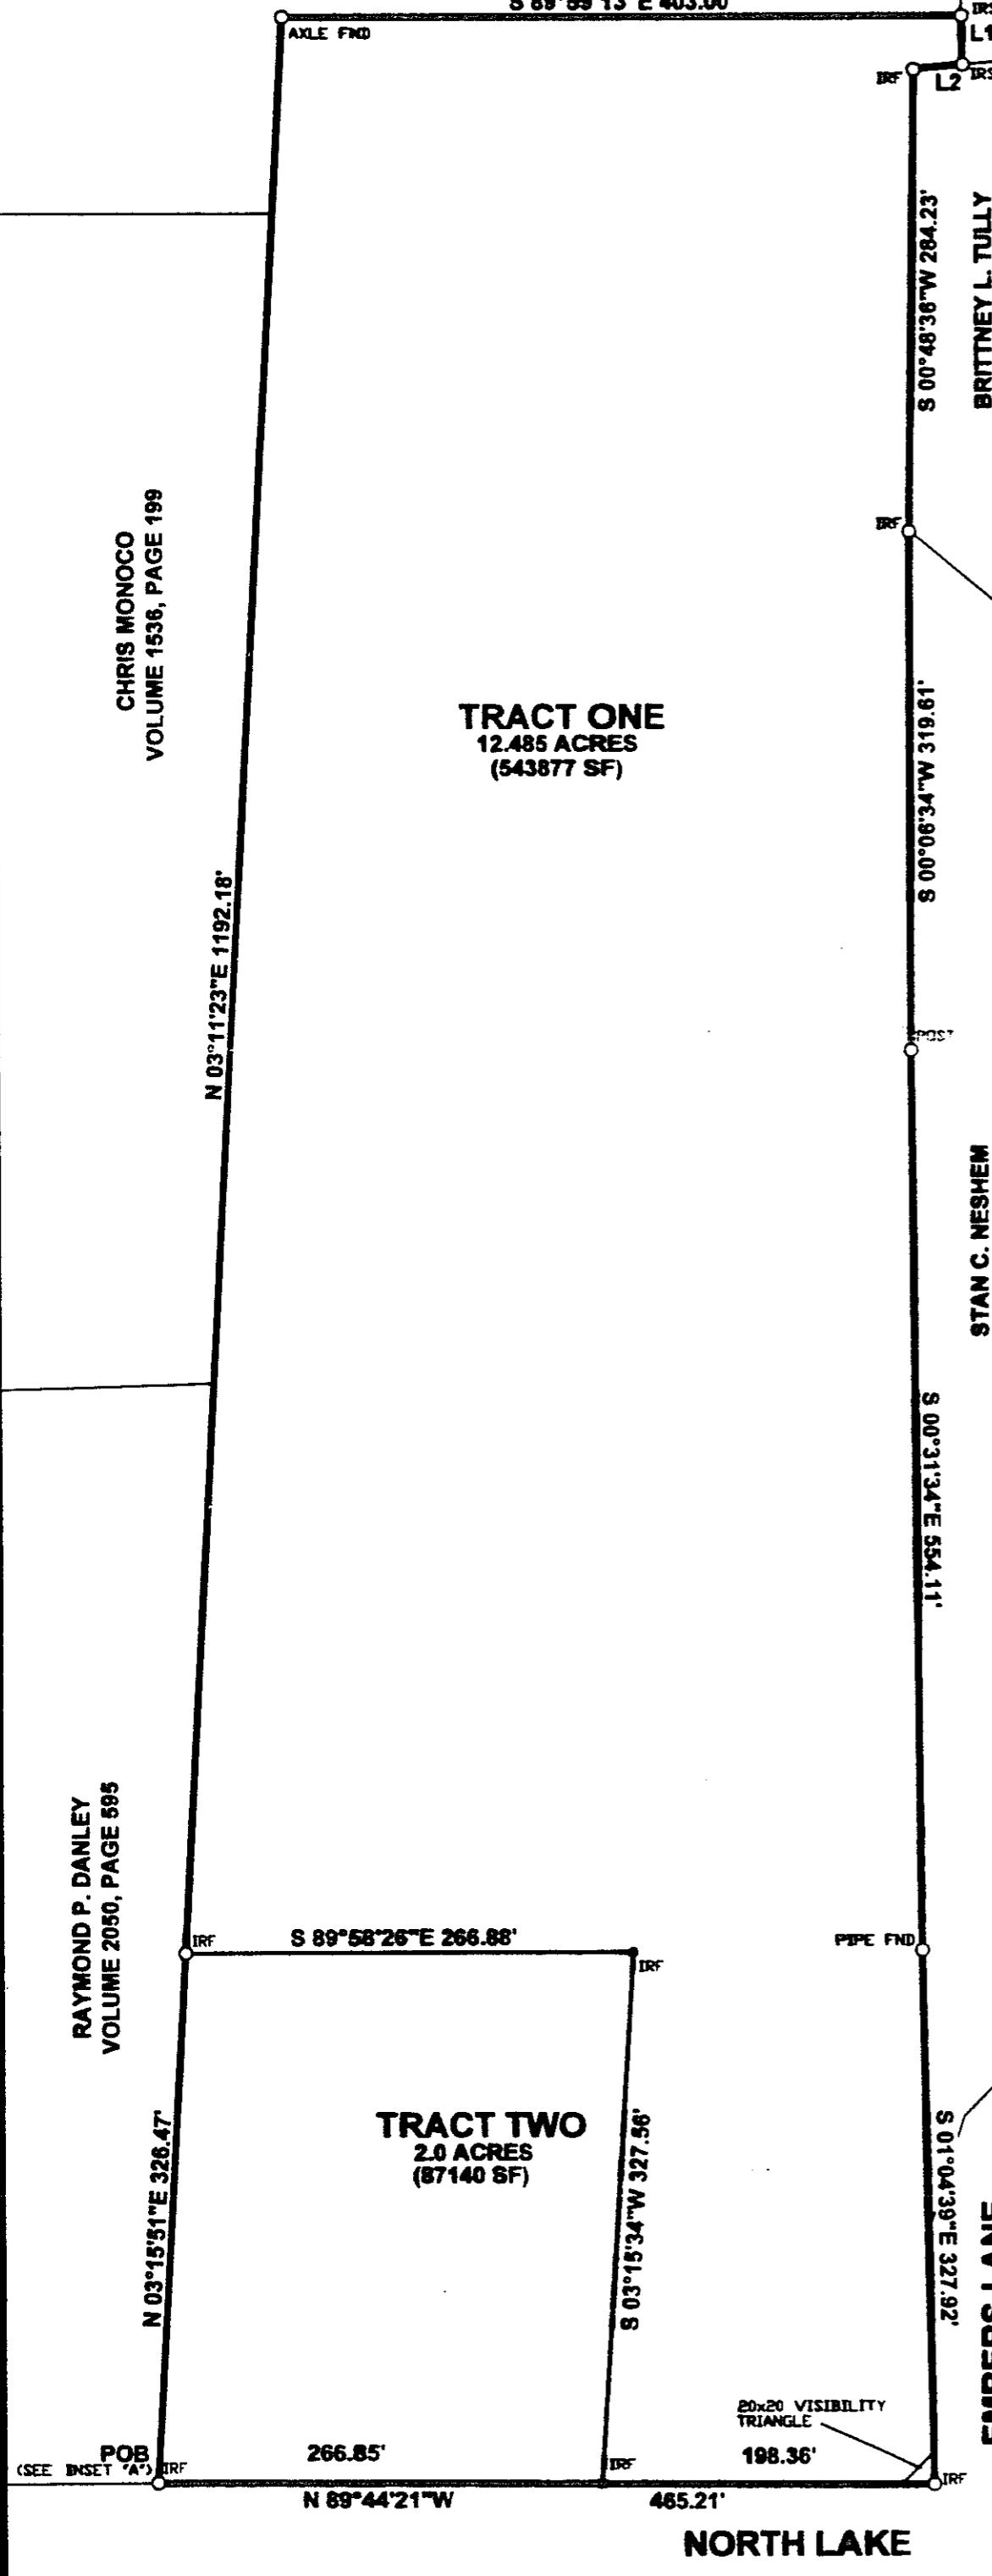 S 89°59'13"E 403.00'
AXLE FND
IRS
L1
IRF
L2
IRS
S 00°48'36"W 284.23'
BRITTNEY L. TULLY
IRF
CHRIS MONOCO
VOLUME 1536, PAGE 199
TRACT ONE
12.485 ACRES
(543877 SF)
S 00°06'34"W 319.61'
N 03°11'23"E 1192.18'
POST
STAN C. NESHEM
S 00°31'34"E 554.11'
RAYMOND P. DANLEY
VOLUME 2050, PAGE 595
IRF
S 89°58'26"E 266.88'
IRF
PIPE FND
N 03°15'51"E 326.47'
TRACT TWO
2.0 ACRES
(87140 SF)
S 03°15'34"W 327.56'
S 01°04'39"E 327.92'
EMBERS LANE
20x20 VISIBILITY
TRIANGLE
POB
(SEE INSET "A")
IRF
266.85'
IRF
198.36'
IRF
N 89°44'21"W
465.21'
NORTH LAKE